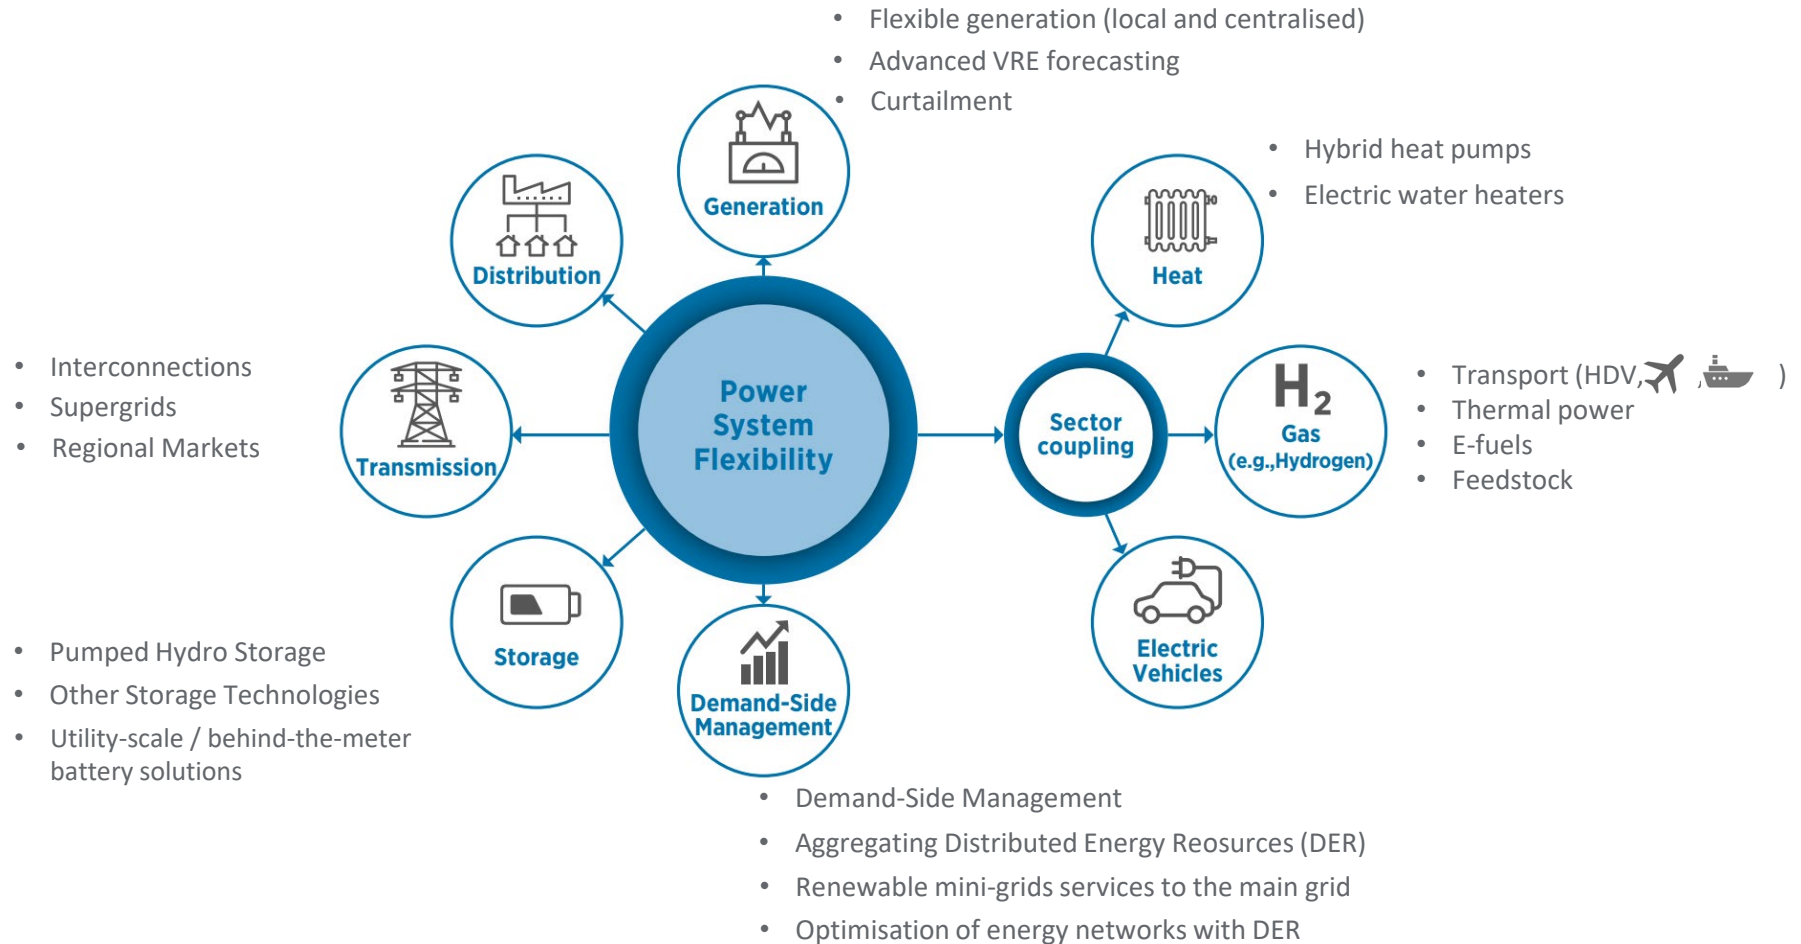 Flexible generation (local and centralised)
Advanced VRE forecasting
Curtailment
Generation
Distribution
Hybrid heat pumps
Electric water heaters
Heat
Interconnections
Supergrids
Regional Markets
Transmission
Power
System
Flexibility
Sector
coupling
H2
Gas
(e.g.,Hydrogen)
Transport (HDV, , )
Thermal power
E-fuels
Feedstock
Storage
Pumped Hydro Storage
Other Storage Technologies
Utility-scale / behind-the-meter
battery solutions
Demand-Side
Management
Electric
Vehicles
Demand-Side Management
Aggregating Distributed Energy Reosurces (DER)
Renewable mini-grids services to the main grid
Optimisation of energy networks with DER